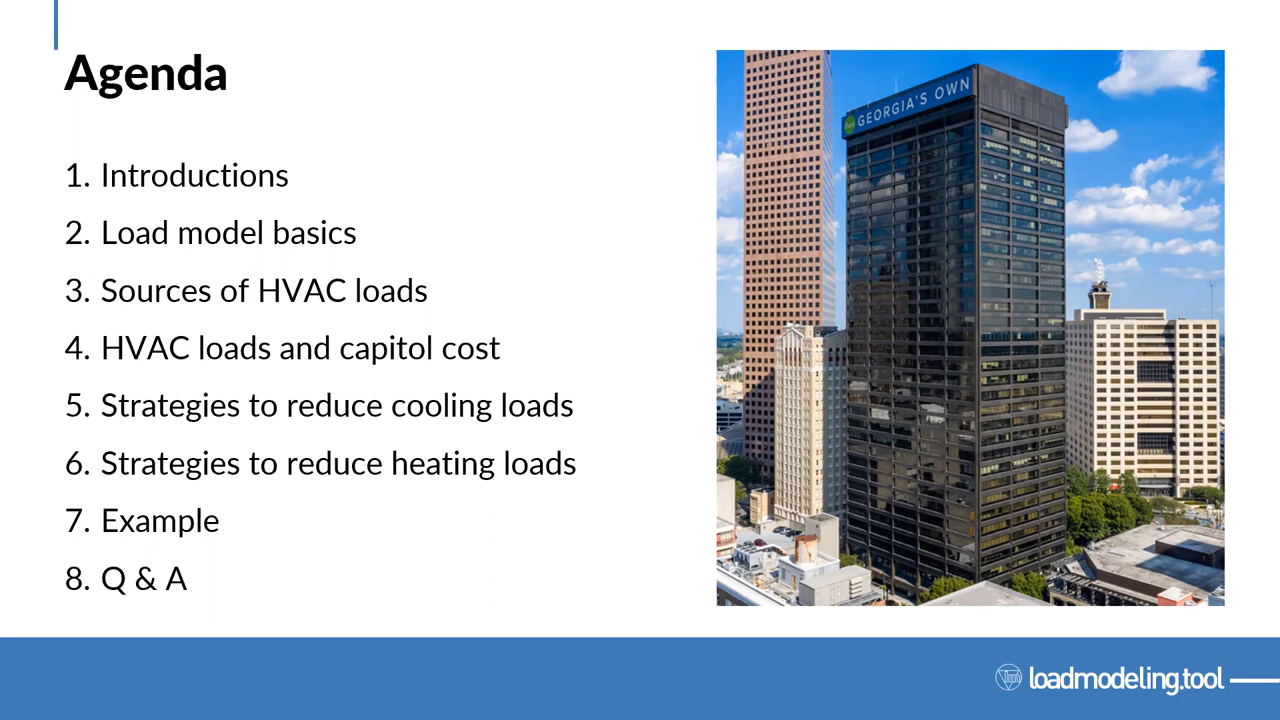 Agenda
1. Introductions
2. Load model basics
3. Sources of HVAC loads
4. HVAC loads and capitol cost
5. Strategies to reduce cooling loads
6. Strategies to reduce heating loads
7. Example
8. Q & A
GEORGIA'S OWN
loadmodeling.tool